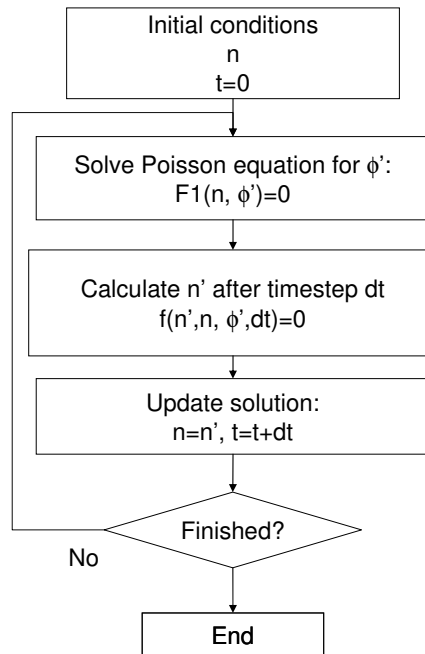 Initial conditions
n
t=0
Solve Poisson equation for ϕ’:
F1(n, ϕ’)=0
Calculate n’ after timestep dt
f(n’,n, ϕ’,dt)=0
Update solution:
n=n’, t=t+dt
Finished?
No
End